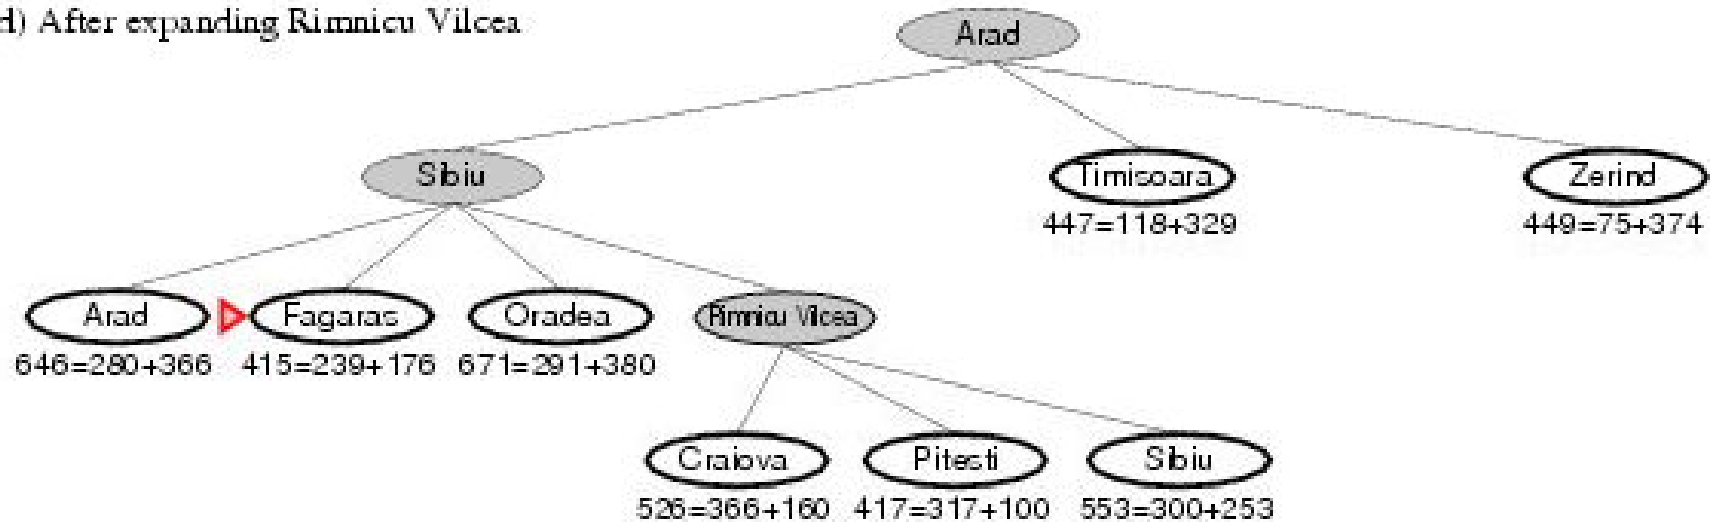 d) After expanding Rimnicu Vilcea
Arad
Sibiu
Timisoara
Zerind
447=118+329
449=75+374
Arad
Fagaras
Oradea
Rimnicu Vilcea
646=280+366
415=239+176
671=291+380
Craiova
Pitesti
Sibiu
526=366+160
417=317+100
553=300+253